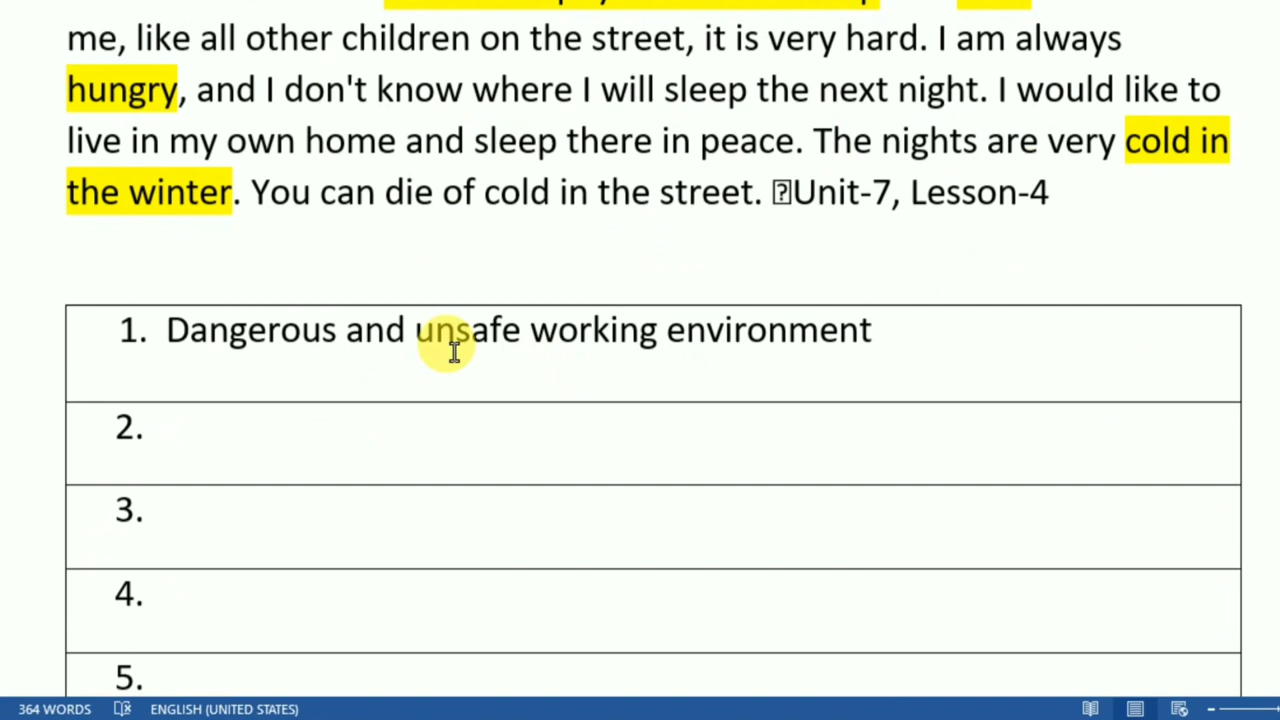 me, like all other children on the street, it is very hard. I am always
hungry, and I don't know where I will sleep the next night. I would like to
live in my own home and sleep there in peace. The nights are very cold in
the winter. You can die of cold in the street. Unit-7, Lesson-4
1. Dangerous and unsafe working environment
2.
3.
4.
5.
364 WORDS ENGLISH (UNITED STATES)